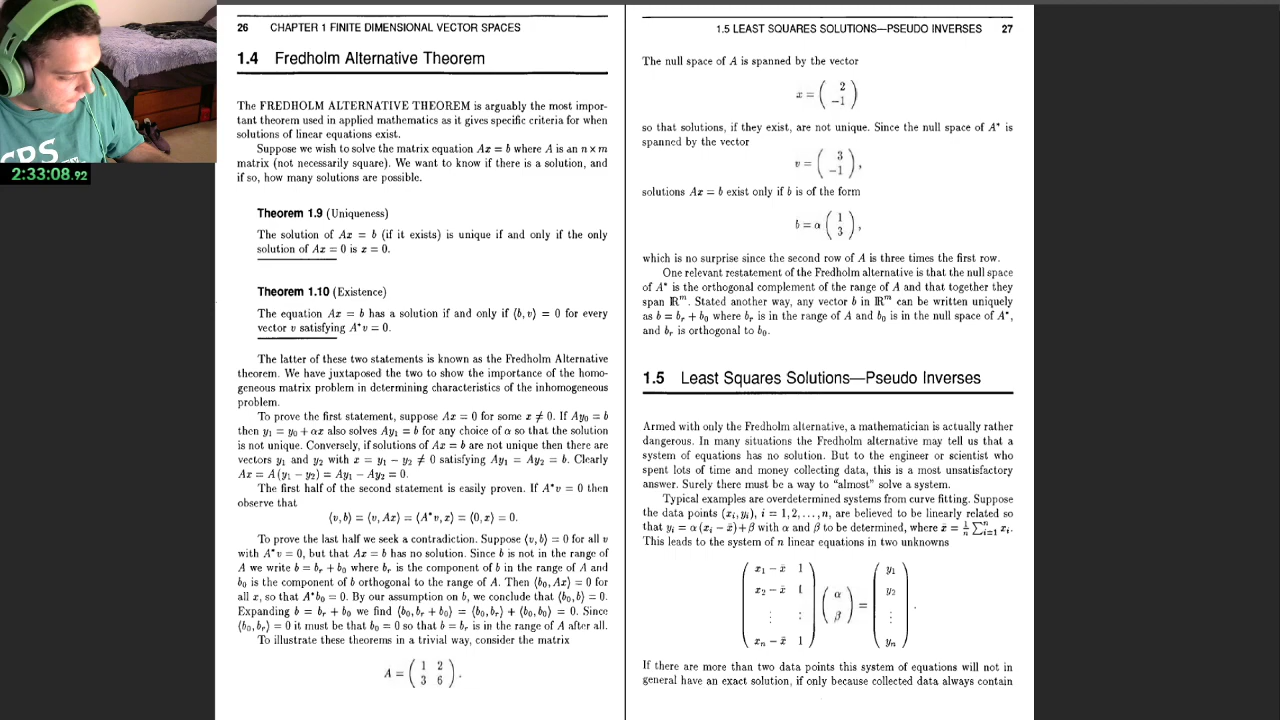 CPS
2:33:08.92
26 CHAPTER 1 FINITE DIMENSIONAL VECTOR SPACES
1.4 Fredholm Alternative Theorem
The FREDHOLM ALTERNATIVE THEOREM is arguably the most impor-
tant theorem used in applied mathematics as it gives specific criteria for when
solutions of linear equations exist.
Suppose we wish to solve the matrix equation Ax = b where A is an n × m
matrix (not necessarily square). We want to know if there is a solution, and
if so, how many solutions are possible.
Theorem 1.9 (Uniqueness)
The solution of Ax = b (if it exists) is unique if and only if the only
solution of Ax = 0 is x = 0.
Theorem 1.10 (Existence)
The equation Ax = b has a solution if and only if ⟨b, v⟩ = 0 for every
vector v satisfying A*v = 0.
The latter of these two statements is known as the Fredholm Alternative
theorem. We have juxtaposed the two to show the importance of the homo-
geneous matrix problem in determining characteristics of the inhomogeneous
problem.
To prove the first statement, suppose Ax = 0 for some x ≠ 0. If Ay₀ = b
then y₁ = y₀ + αx also solves Ay₁ = b for any choice of α so that the solution
is not unique. Conversely, if solutions of Ax = b are not unique then there are
vectors y₁ and y₂ with x = y₁ − y₂ ≠ 0 satisfying Ay₁ = Ay₂ = b. Clearly
Ax = A(y₁ − y₂) = Ay₁ − Ay₂ = 0.
The first half of the second statement is easily proven. If A*v = 0 then
observe that
⟨v, b⟩ = ⟨v, Ax⟩ = ⟨A*v, x⟩ = ⟨0, x⟩ = 0.
To prove the last half we seek a contradiction. Suppose ⟨v, b⟩ = 0 for all v
with A*v = 0, but that Ax = b has no solution. Since b is not in the range of
A we write b = bᵣ + b₀ where bᵣ is the component of b in the range of A and
b₀ is the component of b orthogonal to the range of A. Then ⟨b₀, Ax⟩ = 0 for
all x, so that A*b₀ = 0. By our assumption on b, we conclude that ⟨b₀, b⟩ = 0.
Expanding b = bᵣ + b₀ we find ⟨b₀, bᵣ + b₀⟩ = ⟨b₀, bᵣ⟩ + ⟨b₀, b₀⟩ = 0. Since
⟨b₀, bᵣ⟩ = 0 it must be that b₀ = 0 so that b = bᵣ is in the range of A after all.
To illustrate these theorems in a trivial way, consider the matrix
A = ( 1 2
3 6 ) .
1.5 LEAST SQUARES SOLUTIONS—PSEUDO INVERSES 27
The null space of A is spanned by the vector
x = ( 2
−1 )
so that solutions, if they exist, are not unique. Since the null space of A* is
spanned by the vector
v = ( 3
−1 ) ,
solutions Ax = b exist only if b is of the form
b = α ( 1
3 ) ,
which is no surprise since the second row of A is three times the first row.
One relevant restatement of the Fredholm alternative is that the null space
of A* is the orthogonal complement of the range of A and that together they
span ℝᵐ. Stated another way, any vector b in ℝᵐ can be written uniquely
as b = bᵣ + b₀ where bᵣ is in the range of A and b₀ is in the null space of A*,
and bᵣ is orthogonal to b₀.
1.5 Least Squares Solutions—Pseudo Inverses
Armed with only the Fredholm alternative, a mathematician is actually rather
dangerous. In many situations the Fredholm alternative may tell us that a
system of equations has no solution. But to the engineer or scientist who
spent lots of time and money collecting data, this is a most unsatisfactory
answer. Surely there must be a way to "almost" solve a system.
Typical examples are overdetermined systems from curve fitting. Suppose
the data points (xᵢ, yᵢ), i = 1, 2, . . . , n, are believed to be linearly related so
that yᵢ = α(xᵢ − x̄) + β with α and β to be determined, where x̄ = 1/n ∑ⁿᵢ₌₁ xᵢ.
This leads to the system of n linear equations in two unknowns
x₁ − x̄ 1 y₁
x₂ − x̄ 1 α y₂
⋮ ⋮ β = ⋮ .
xₙ − x̄ 1 yₙ
If there are more than two data points this system of equations will not in
general have an exact solution, if only because collected data always contain